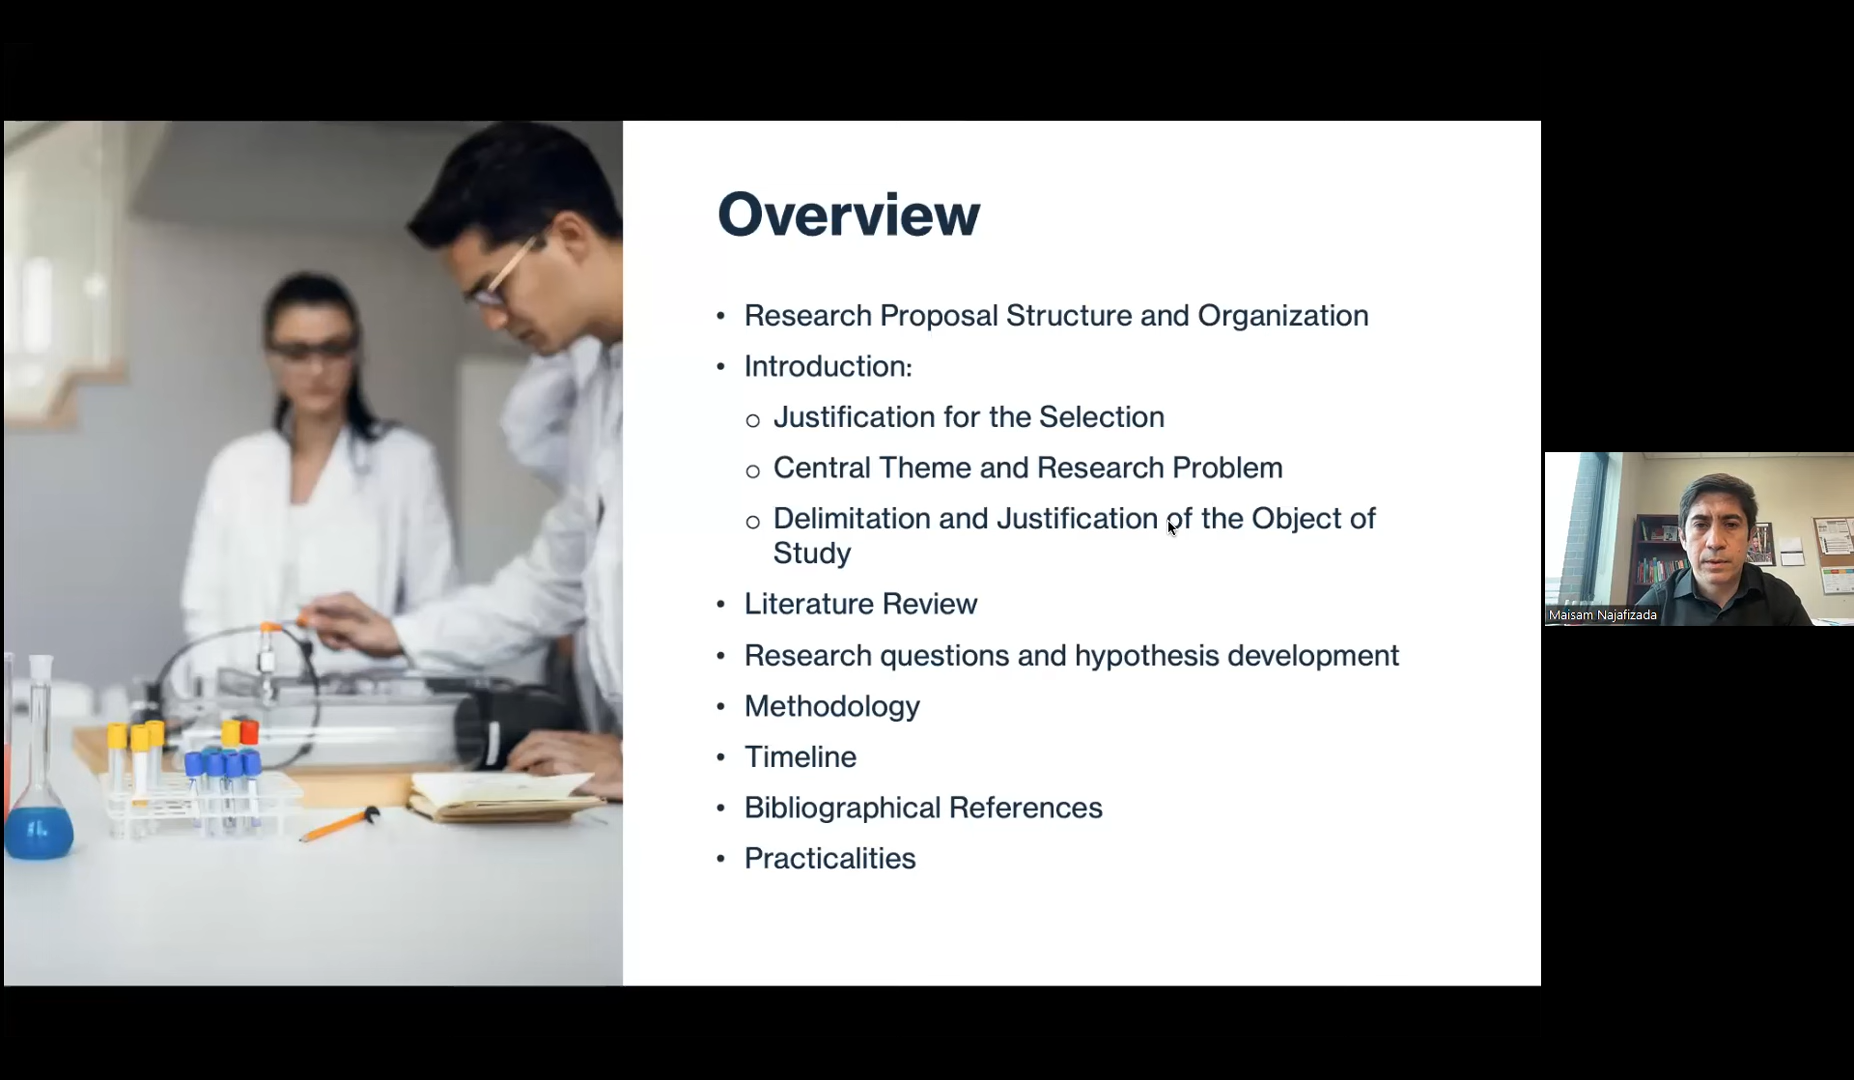 Overview
• Research Proposal Structure and Organization
• Introduction:
o Justification for the Selection
o Central Theme and Research Problem
o Delimitation and Justification of the Object of
Study
• Literature Review
• Research questions and hypothesis development
• Methodology
• Timeline
• Bibliographical References
• Practicalities
Maisam Najafizada